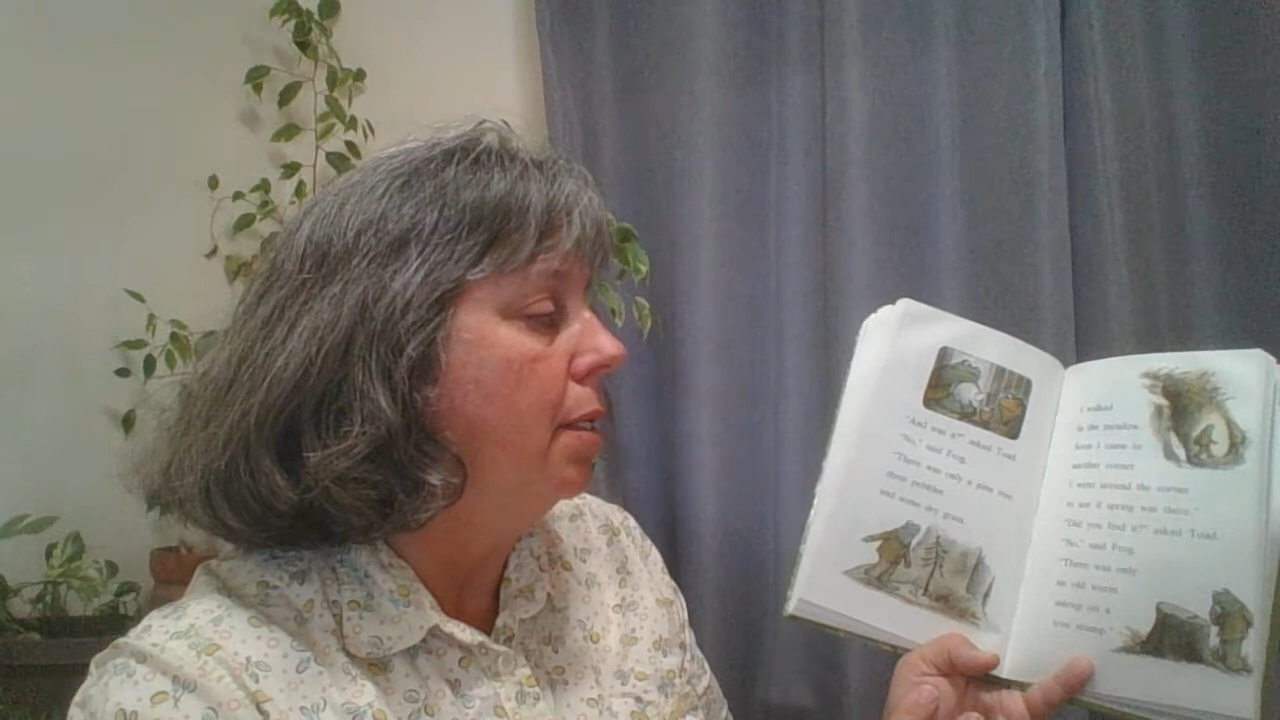 "And was it?" asked Toad.
"No," said Frog.
"There was only a pine tree,
three pebbles
and some dry grass.
I walked
in the meadow.
Soon I came to
another corner.
I went around the corner
to see if spring was there."
"Did you find it?" asked Toad.
"No," said Frog.
"There was only
an old worm
asleep on a
tree stump."